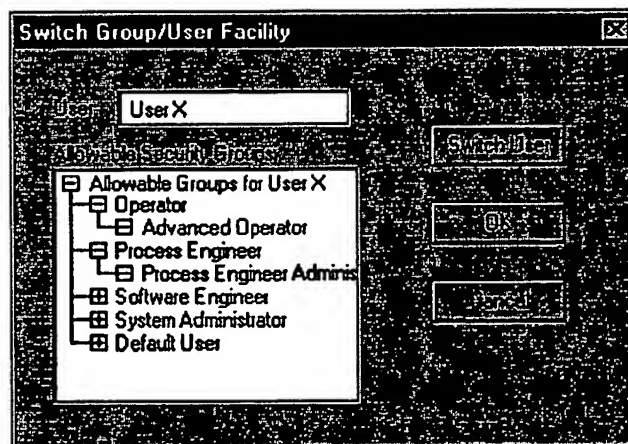 Switch Group/User Facility
User
User X
Allowable Security Groups
Allowable Groups for User X
Operator
Advanced Operator
Process Engineer
Process Engineer Adminis
Software Engineer
System Administrator
Default User
Switch User
OK
Cancel